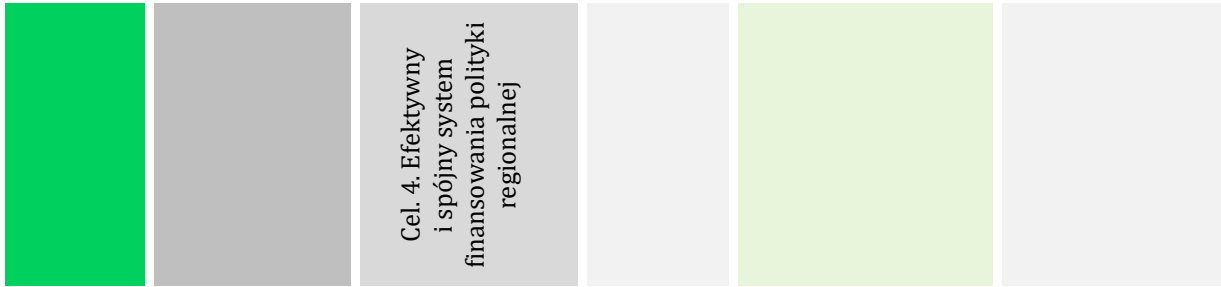 Cel. 4. Efektywny
i spójny system
finansowania polityki
regionalnej